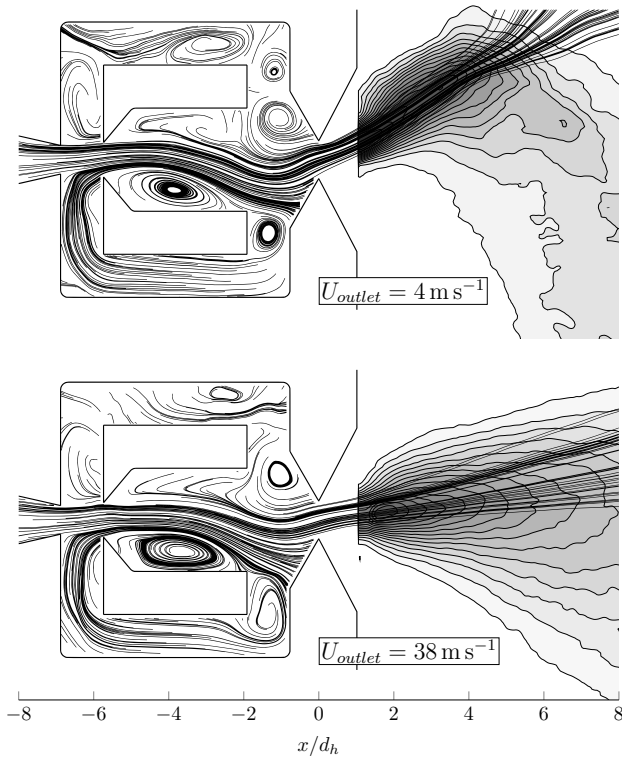 U_outlet = 4 m s⁻¹
U_outlet = 38 m s⁻¹
−8 −6 −4 −2 0 2 4 6 8
x/d_h